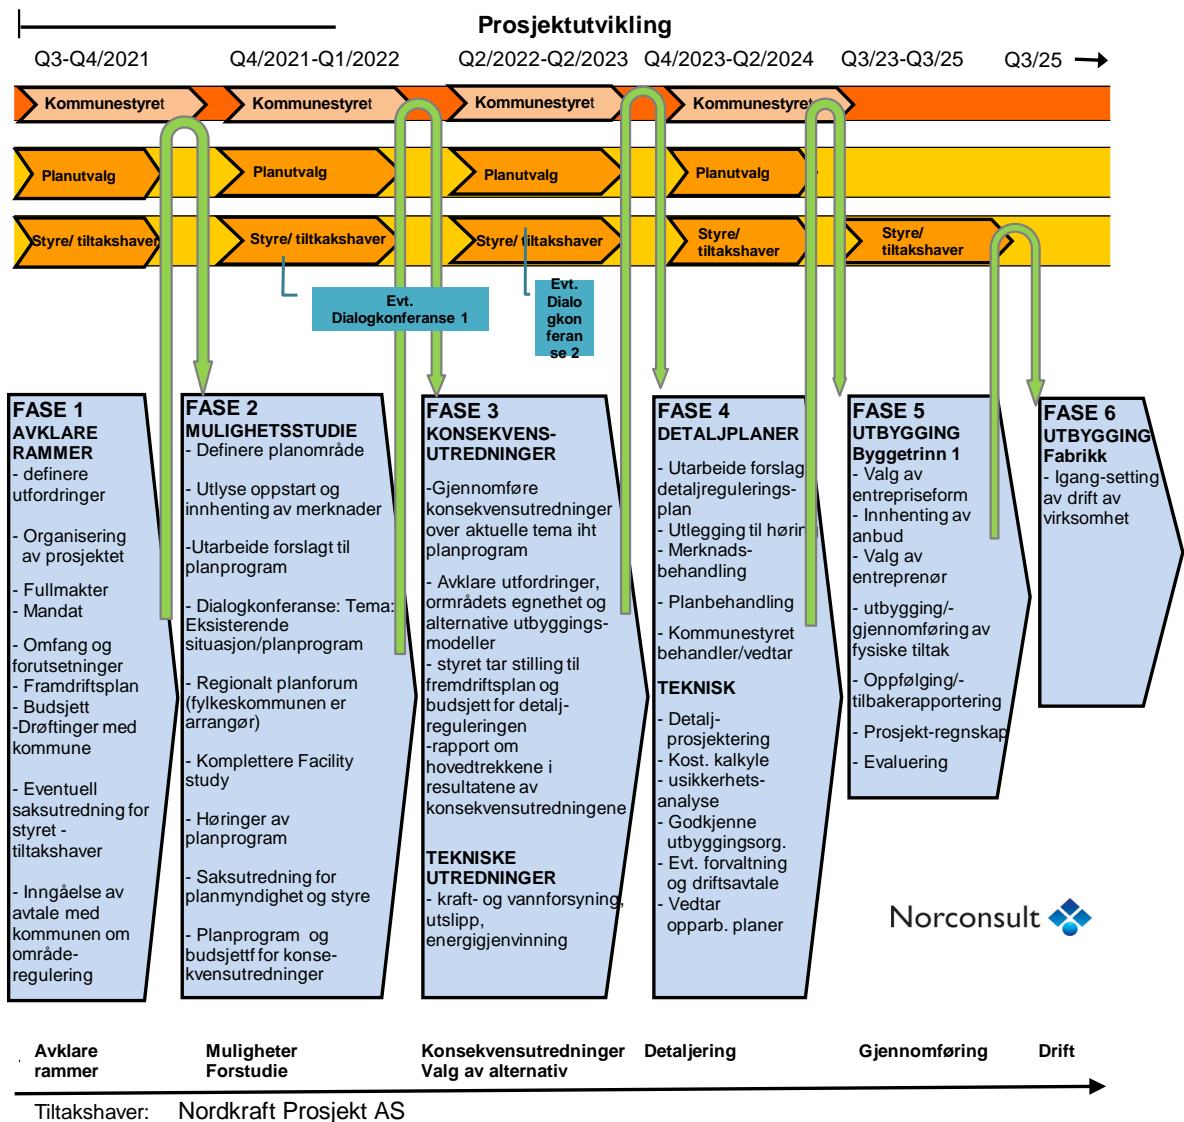 Prosjektutvikling
Q3-Q4/2021
Q4/2021-Q1/2022
Q2/2022-Q2/2023
Q4/2023-Q2/2024
Q3/23-Q3/25
Q3/25
Kommunestyret
Kommunestyret
Kommunestyret
Kommunestyret
Planutvalg
Planutvalg
Planutvalg
Planutvalg
Styre/ tiltakshaver
Styre/ tiltkakshaver
Styre/ tiltakshaver
Styre/
tiltakshaver
Styre/
tiltakshaver
Evt.
Dialogkonferanse 1
Evt.
Dialo
gkon
feran
se 2
FASE 1
AVKLARE
RAMMER
- definere
utfordringer
- Organisering
av prosjektet
- Fullmakter
- Mandat
- Omfang og
forutsetninger
- Framdriftsplan
- Budsjett
-Drøftinger med
kommune
- Eventuell
saksutredning for
styret -
tiltakshaver
- Inngåelse av
avtale med
kommunen om
område-
regulering
FASE 2
MULIGHETSSTUDIE
- Definere planområde
- Utlyse oppstart og
innhenting av merknader
-Utarbeide forslagt til
planprogram
- Dialogkonferanse: Tema:
Eksisterende
situasjon/planprogram
- Regionalt planforum
(fylkeskommunen er
arrangør)
- Komplettere Facility
study
- Høringer av
planprogram
- Saksutredning for
planmyndighet og styre
- Planprogram og
budsjettf for konse-
kvensutredninger
FASE 3
KONSEKVENS-
UTREDNINGER
-Gjennomføre
konsekvensutredninger
over aktuelle tema iht
planprogram
- Avklare utfordringer,
ormrådets egnethet og
alternative utbyggings-
modeller
- styret tar stilling til
fremdriftsplan og
budsjett for detalj-
reguleringen
-rapport om
hovedtrekkene i
resultatene av
konsekvensutredningene
TEKNISKE
UTREDNINGER
- kraft- og vannforsyning,
utslipp,
energigjenvinning
FASE 4
DETALJPLANER
- Utarbeide forslag
detaljregulerings-
plan
- Utlegging til høring
- Merknads-
behandling
- Planbehandling
- Kommunestyret
behandler/vedtar
TEKNISK
- Detalj-
prosjektering
- Kost. kalkyle
- usikkerhets-
analyse
- Godkjenne
utbyggingsorg.
- Evt. forvaltning
og driftsavtale
- Vedtar
opparb. planer
FASE 5
UTBYGGING
Byggetrinn 1
- Valg av
entrepriseform
- Innhenting av
anbud
- Valg av
entreprenør
- utbygging/-
gjennomføring av
fysiske tiltak
- Oppfølging/-
tilbakerapportering
- Prosjekt-regnskap
- Evaluering
FASE 6
UTBYGGING
Fabrikk
- Igang-setting
av drift av
virksomhet
Norconsult
Avklare
rammer
Muligheter
Forstudie
Konsekvensutredninger
Valg av alternativ
Detaljering
Gjennomføring
Drift
Tiltakshaver: Nordkraft Prosjekt AS